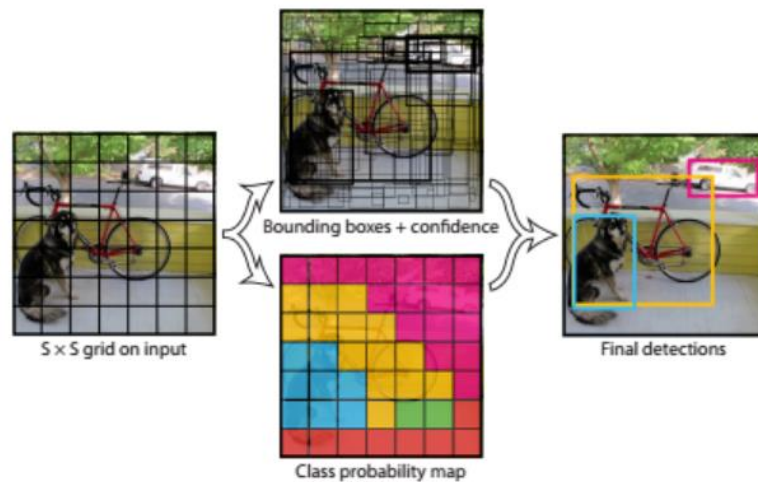 Bounding boxes + confidence
S × S grid on input
Final detections
Class probability map